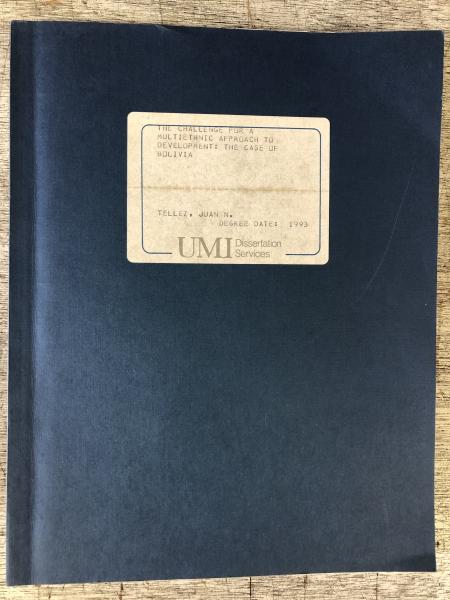 THE CHALLENGE FOR A
MULTIETHNIC APPROACH TO
DEVELOPMENT: THE CASE OF
BOLIVIA
TELLEZ, JUAN N.
DEGREE DATE: 1993
UMI Dissertation
Services